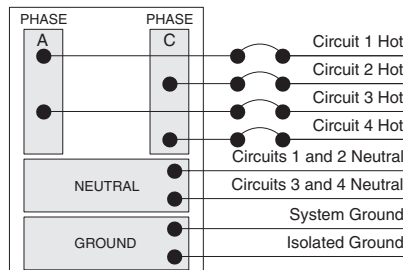 PHASE PHASE
A C
Circuit 1 Hot
Circuit 2 Hot
Circuit 3 Hot
Circuit 4 Hot
Circuits 1 and 2 Neutral
NEUTRAL
Circuits 3 and 4 Neutral
System Ground
GROUND
Isolated Ground